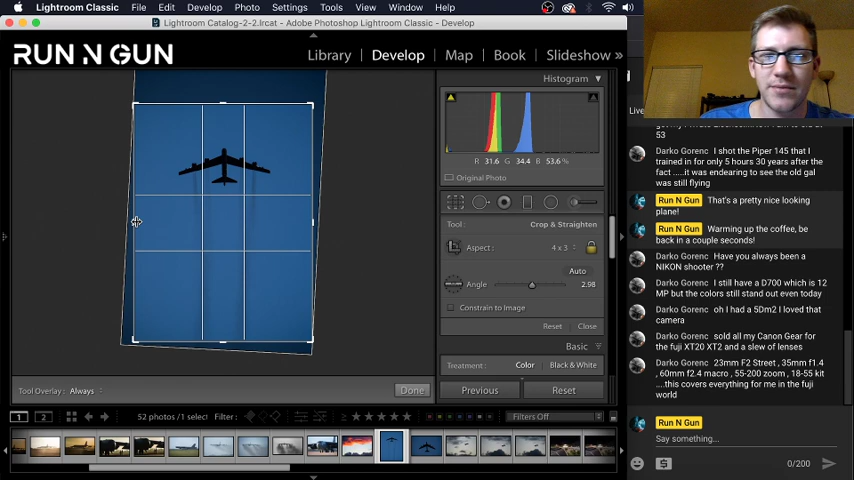 Lightroom Classic File Edit Develop Photo Settings Tools View Window Help
Lightroom Catalog-2-2.lrcat - Adobe Photoshop Lightroom Classic - Develop
RUN N GUN
Library Develop Map Book Slideshow »
Histogram
R 31.6 G 34.4 B 53.6 %
Original Photo
Tool: Crop & Straighten
Aspect: 4 x 3
Auto
Angle 2.98
Constrain to Image
Reset Close
Basic
Treatment: Color Black & White
Tool Overlay: Always
Done
Previous Reset
1 2 52 photos /1 select
Filter:
Filters Off
Live
53
Darko Gorenc I shot the Piper 145 that I
trained in for only 5 hours 30 years after the
fact .....it was endearing to see the old gal
was still flying
Run N Gun That's a pretty nice looking
plane!
Run N Gun Warming up the coffee, be
back in a couple seconds!
Darko Gorenc Have you always been a
NIKON shooter ??
Darko Gorenc I still have a D700 which is 12
MP but the colors still stand out even today
Darko Gorenc oh I had a 5Dm2 I loved that
camera
Darko Gorenc sold all my Canon Gear for
the fuji XT20 XT2 and a slew of lenses
Darko Gorenc 23mm F2 Street , 35mm f1.4
, 60mm f2.4 macro , 55-200 zoom , 18-55 kit
....this covers everything for me in the fuji
world
Run N Gun
Say something...
0/200